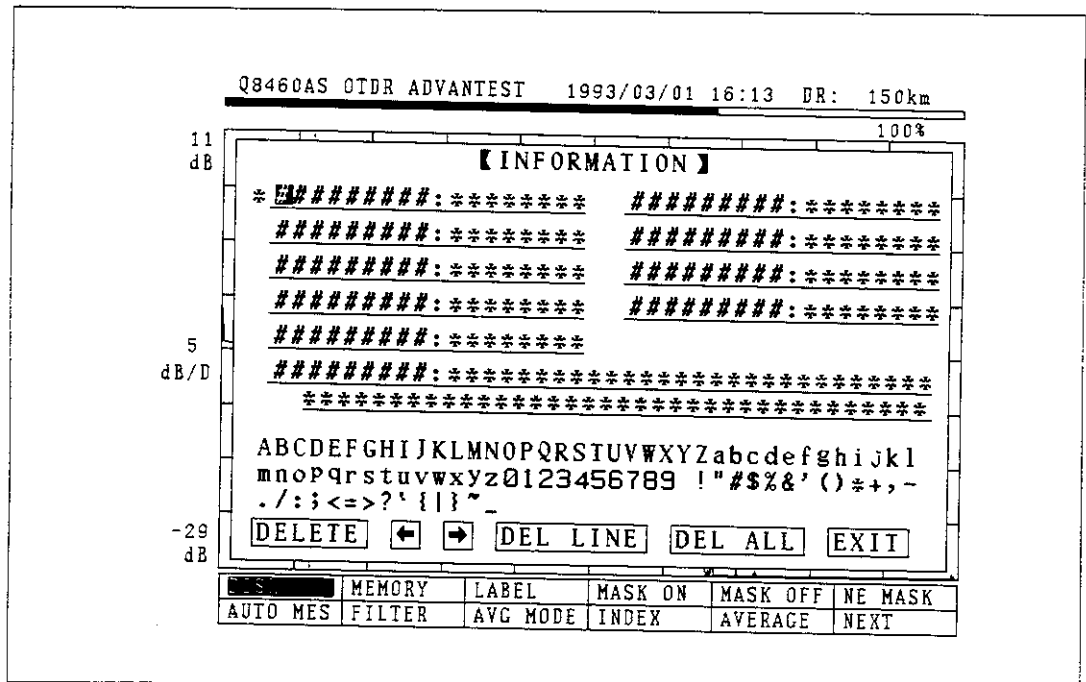 Q8460AS OTDR ADVANTEST 1993/03/01 16:13 DR: 150km
100%
11
dB
【INFORMATION】
* #########:******** #########:********
#########:******** #########:********
#########:******** #########:********
#########:******** #########:********
5
#########:********
dB/D
#########:****************************
************************************
ABCDEFGHIJKLMNOPQRSTUVWXYZabcdefghijkl
mnopqrstuvwxyz0123456789 !"#$%&'()*+,-
./:;<=>?`{|}~_
-29
dB
DELETE ← → DEL LINE DEL ALL EXIT
MEMORY LABEL MASK ON MASK OFF NE MASK
AUTO MES FILTER AVG MODE INDEX AVERAGE NEXT